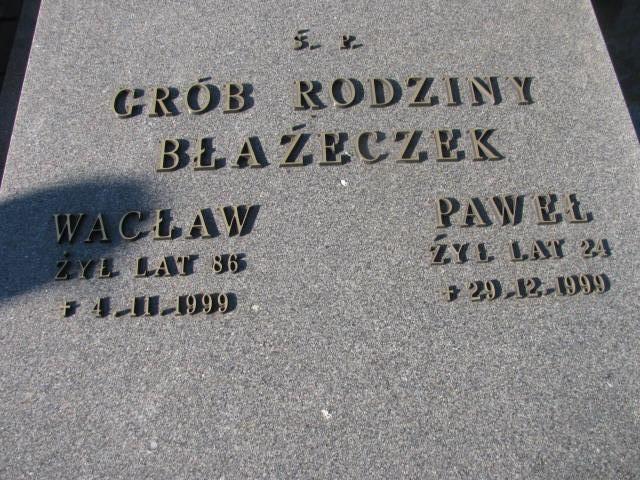 Ś. P.
GRÓB RODZINY
BŁAŻECZEK
WACŁAW
ŻYŁ LAT 86
+ 4.11.1999
PAWEŁ
ŻYŁ LAT 24
+ 29.12.1999